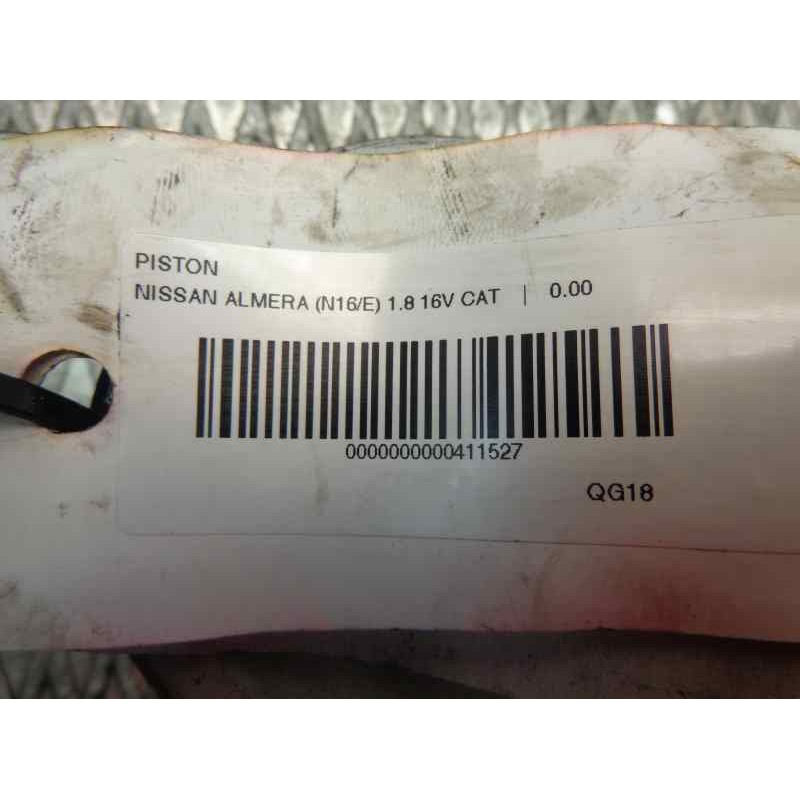 PISTON
NISSAN ALMERA (N16/E) 1.8 16V CAT | 0.00
0000000000411527
QG18